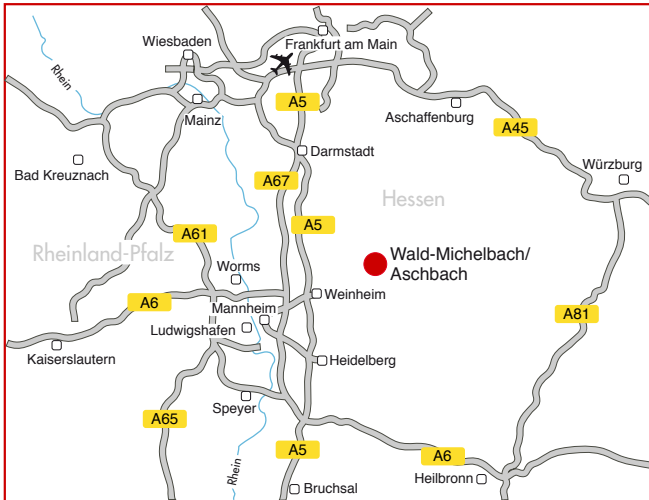 Wiesbaden
Frankfurt am Main
Rhein
A5
Mainz
Aschaffenburg
A45
Darmstadt
Bad Kreuznach
Würzburg
A67
Hessen
A5
A61
Rheinland-Pfalz
Wald-Michelbach/
Aschbach
Worms
Weinheim
A6
Mannheim
A81
Ludwigshafen
Kaiserslautern
Heidelberg
Speyer
A65
A5
A6
Rhein
Heilbronn
Bruchsal